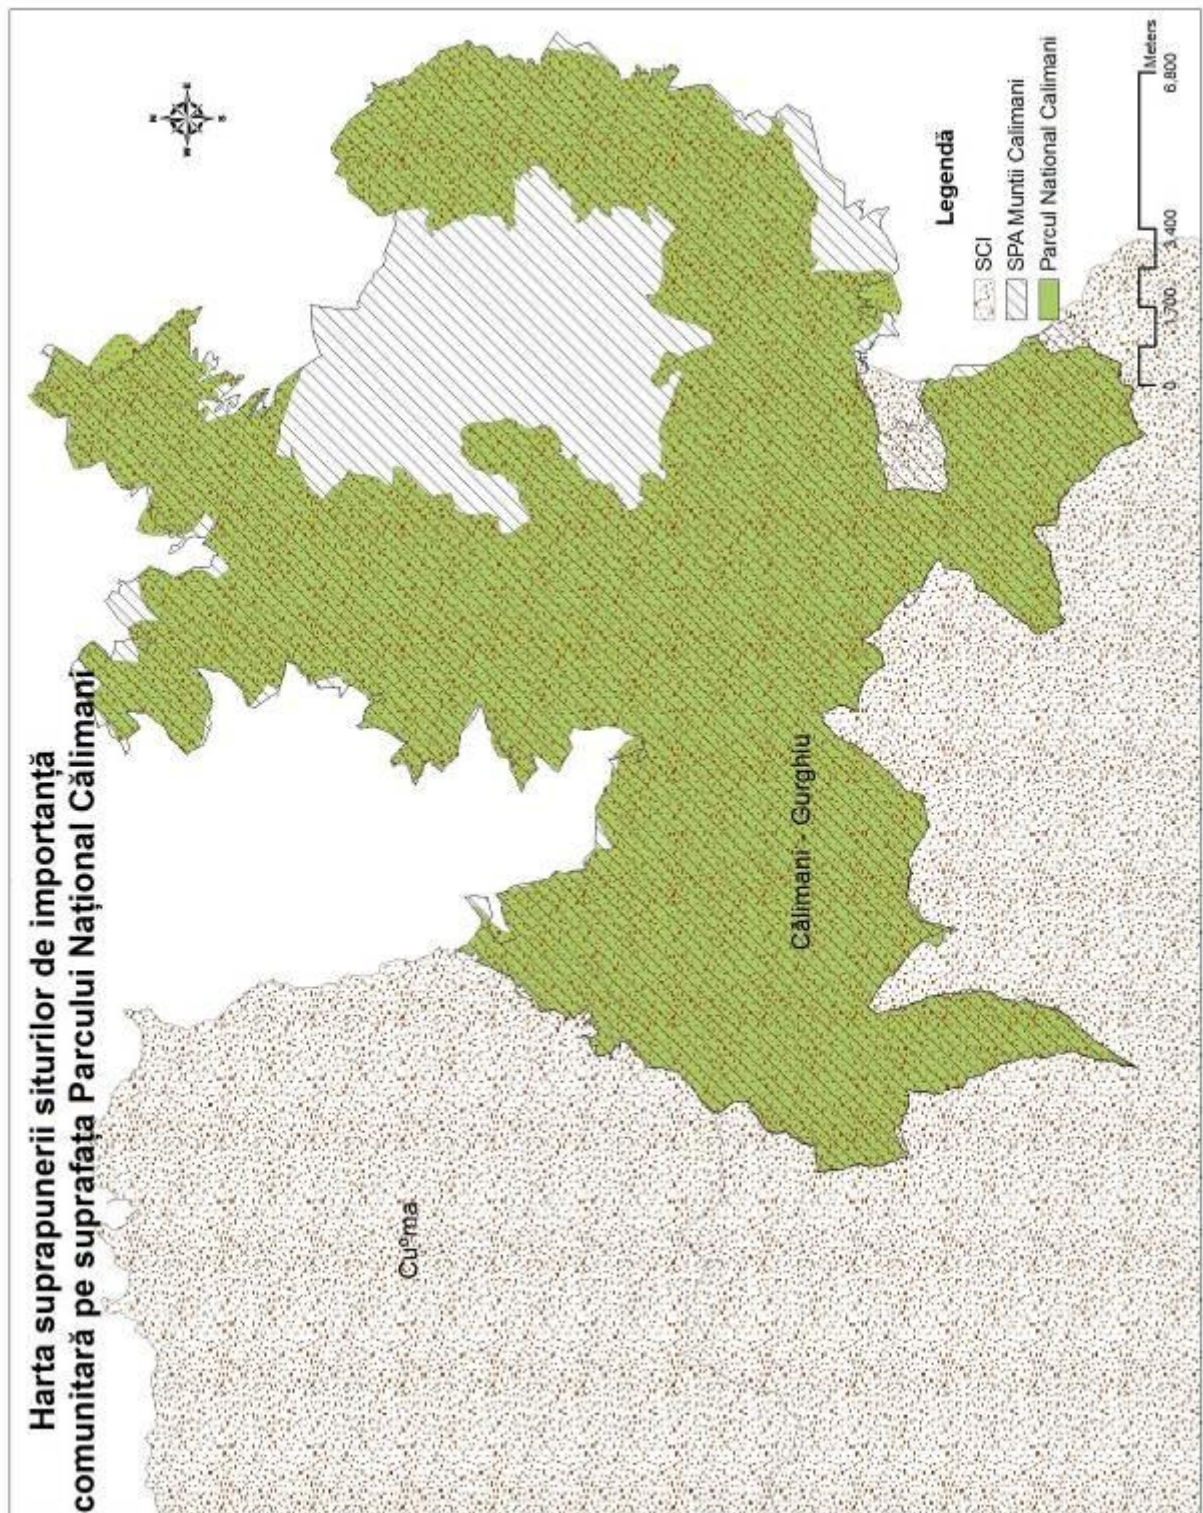 Harta suprapunerii siturilor de importanță
comunitară pe suprafața Parcului Național Călimani
N
W
E
S
Cuºma
Călimani - Gurghiu
Legendă
SCI
SPA Muntii Calimani
Parcul National Calimani
0 1,700 3,400 6,800
Meters